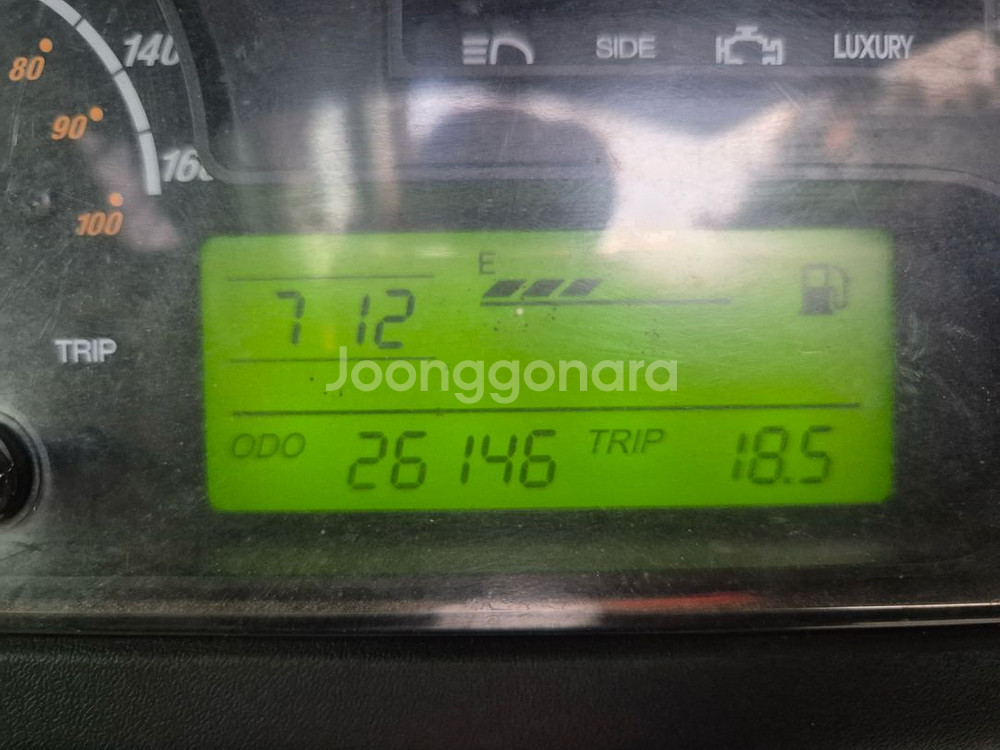 140
80
SIDE
LUXURY
90
160
100
E
7 12
TRIP
Joonggonara
ODO 26146 TRIP 18.5